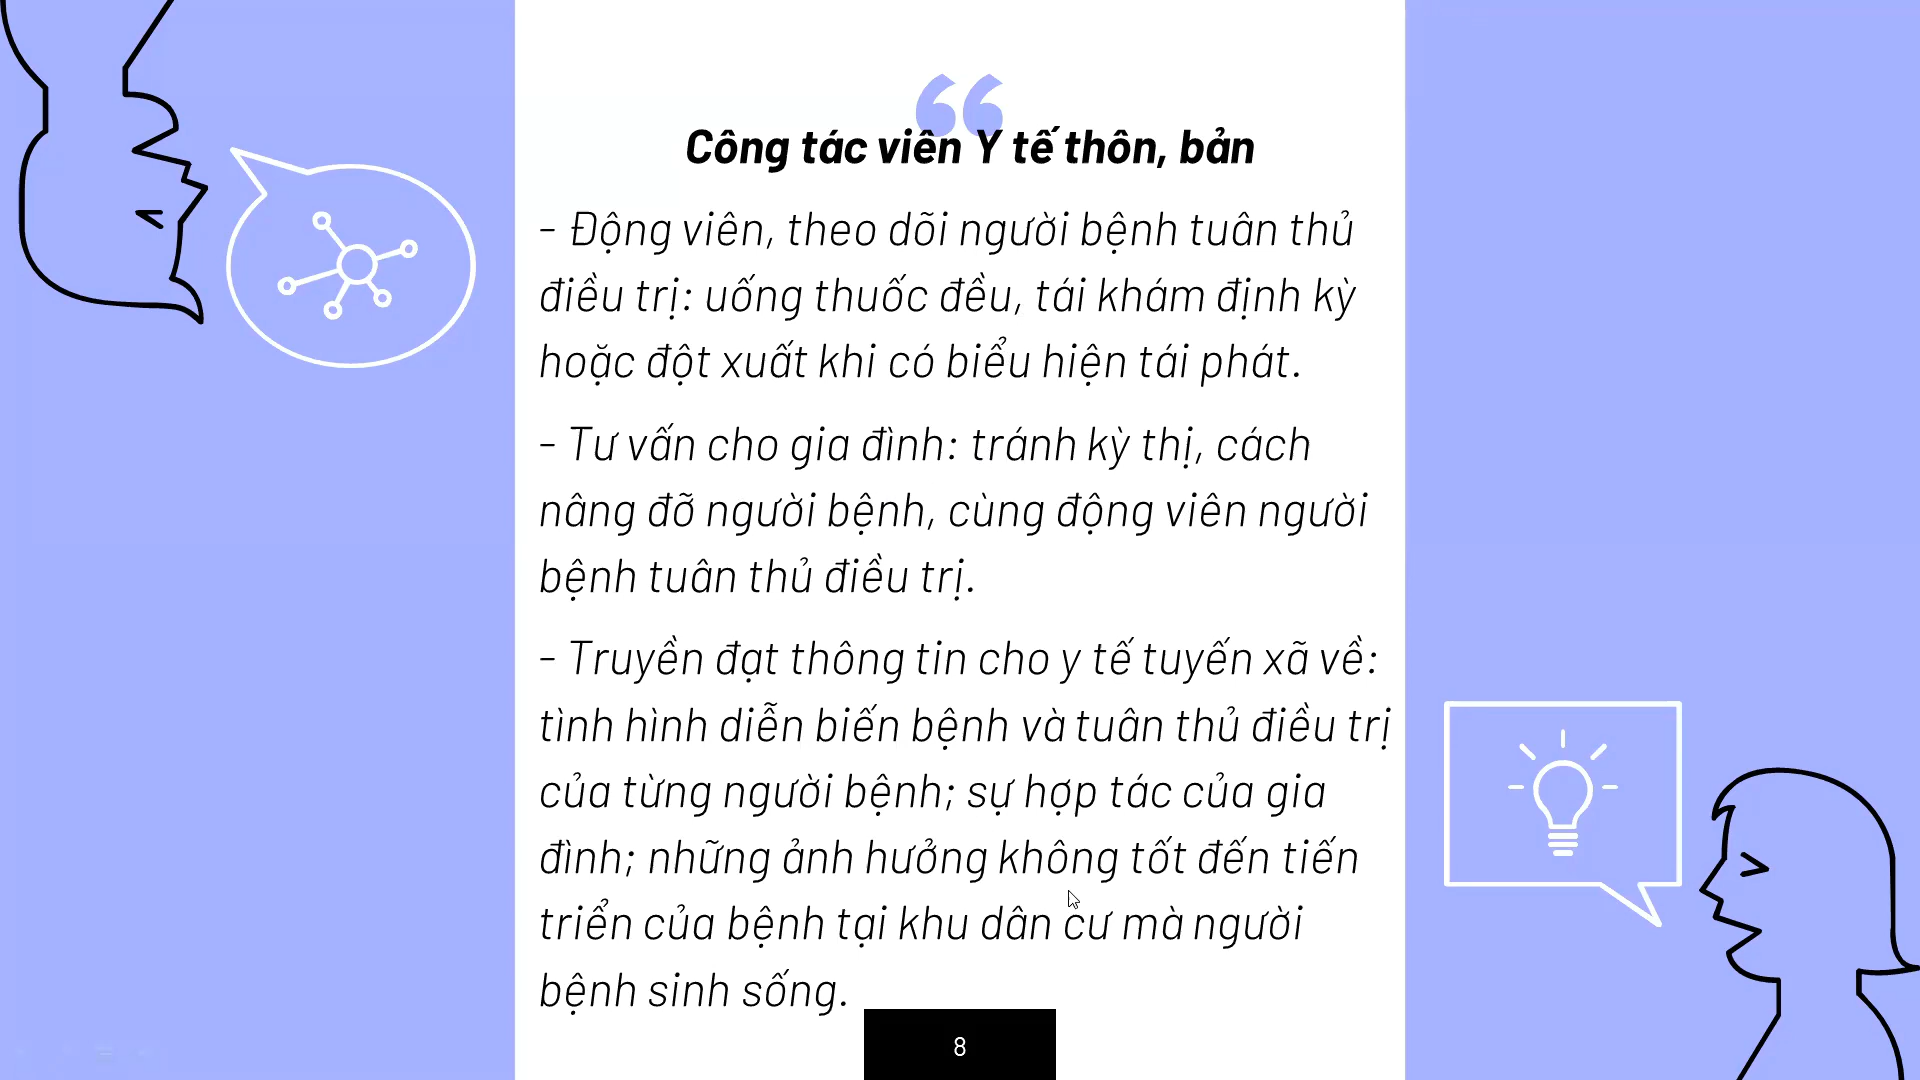 “
Công tác viên Y tế thôn, bản
- Động viên, theo dõi người bệnh tuân thủ
điều trị: uống thuốc đều, tái khám định kỳ
hoặc đột xuất khi có biểu hiện tái phát.
- Tư vấn cho gia đình: tránh kỳ thị, cách
nâng đỡ người bệnh, cùng động viên người
bệnh tuân thủ điều trị.
- Truyền đạt thông tin cho y tế tuyến xã về:
tình hình diễn biến bệnh và tuân thủ điều trị
của từng người bệnh; sự hợp tác của gia
đình; những ảnh hưởng không tốt đến tiến
triển của bệnh tại khu dân cư mà người
bệnh sinh sống.
8